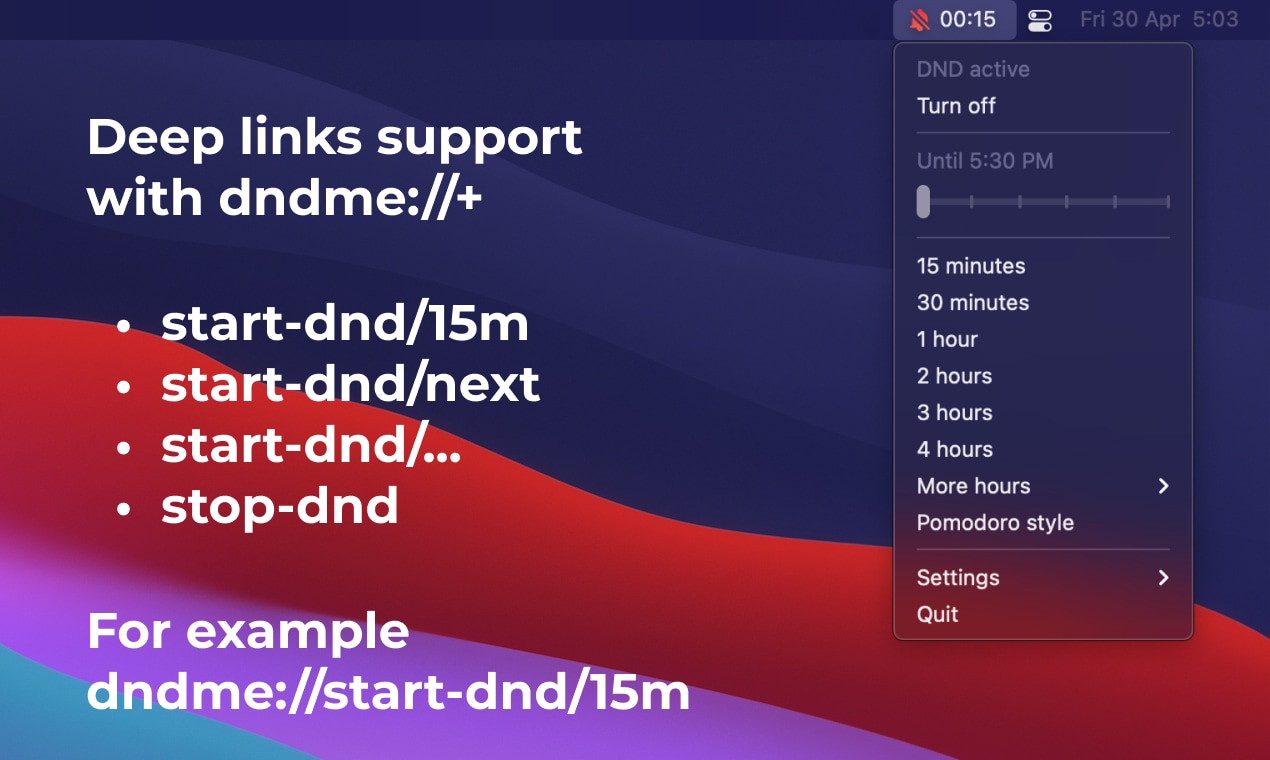 00:15 Fri 30 Apr 5:03
Deep links support
with dndme://+
• start-dnd/15m
• start-dnd/next
• start-dnd/...
• stop-dnd
For example
dndme://start-dnd/15m
DND active
Turn off
Until 5:30 PM
15 minutes
30 minutes
1 hour
2 hours
3 hours
4 hours
More hours
Pomodoro style
Settings
Quit